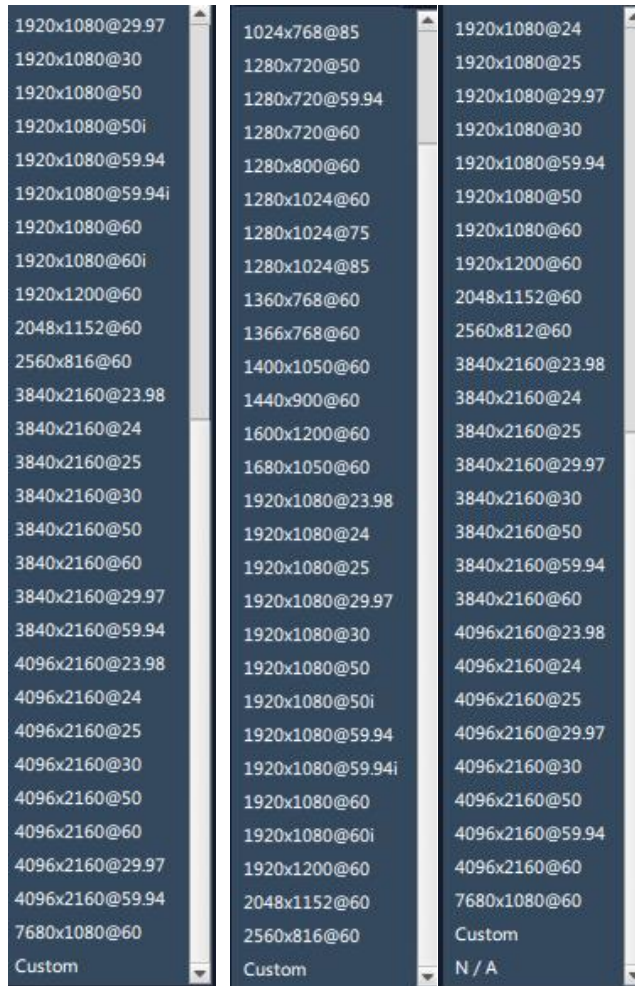 1920x1080@29.97
1920x1080@30
1920x1080@50
1920x1080@50i
1920x1080@59.94
1920x1080@59.94i
1920x1080@60
1920x1080@60i
1920x1200@60
2048x1152@60
2560x816@60
3840x2160@23.98
3840x2160@24
3840x2160@25
3840x2160@30
3840x2160@50
3840x2160@60
3840x2160@29.97
3840x2160@59.94
4096x2160@23.98
4096x2160@24
4096x2160@25
4096x2160@30
4096x2160@50
4096x2160@60
4096x2160@29.97
4096x2160@59.94
7680x1080@60
Custom
1024x768@85
1280x720@50
1280x720@59.94
1280x720@60
1280x800@60
1280x1024@60
1280x1024@75
1280x1024@85
1360x768@60
1366x768@60
1400x1050@60
1440x900@60
1600x1200@60
1680x1050@60
1920x1080@23.98
1920x1080@24
1920x1080@25
1920x1080@29.97
1920x1080@30
1920x1080@50
1920x1080@50i
1920x1080@59.94
1920x1080@59.94i
1920x1080@60
1920x1080@60i
1920x1200@60
2048x1152@60
2560x816@60
Custom
1920x1080@24
1920x1080@25
1920x1080@29.97
1920x1080@30
1920x1080@59.94
1920x1080@50
1920x1080@60
1920x1200@60
2048x1152@60
2560x812@60
3840x2160@23.98
3840x2160@24
3840x2160@25
3840x2160@29.97
3840x2160@30
3840x2160@50
3840x2160@59.94
3840x2160@60
4096x2160@23.98
4096x2160@24
4096x2160@25
4096x2160@29.97
4096x2160@30
4096x2160@50
4096x2160@59.94
4096x2160@60
7680x1080@60
Custom
N / A